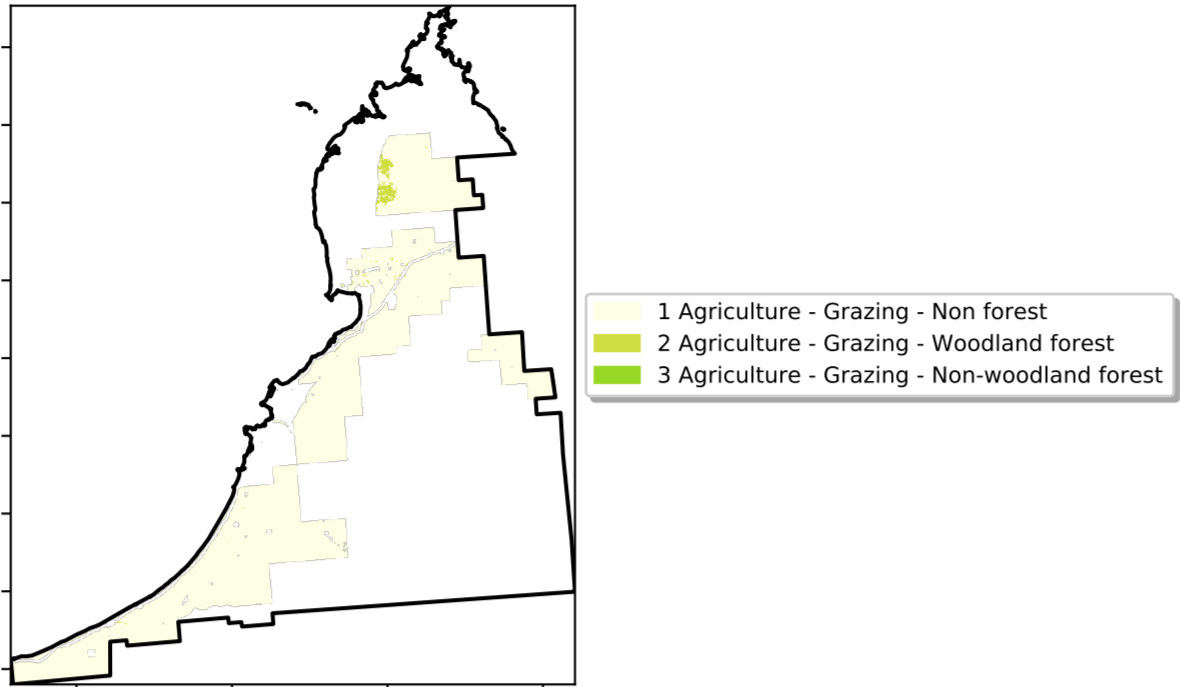 1 Agriculture - Grazing - Non forest
2 Agriculture - Grazing - Woodland forest
3 Agriculture - Grazing - Non-woodland forest